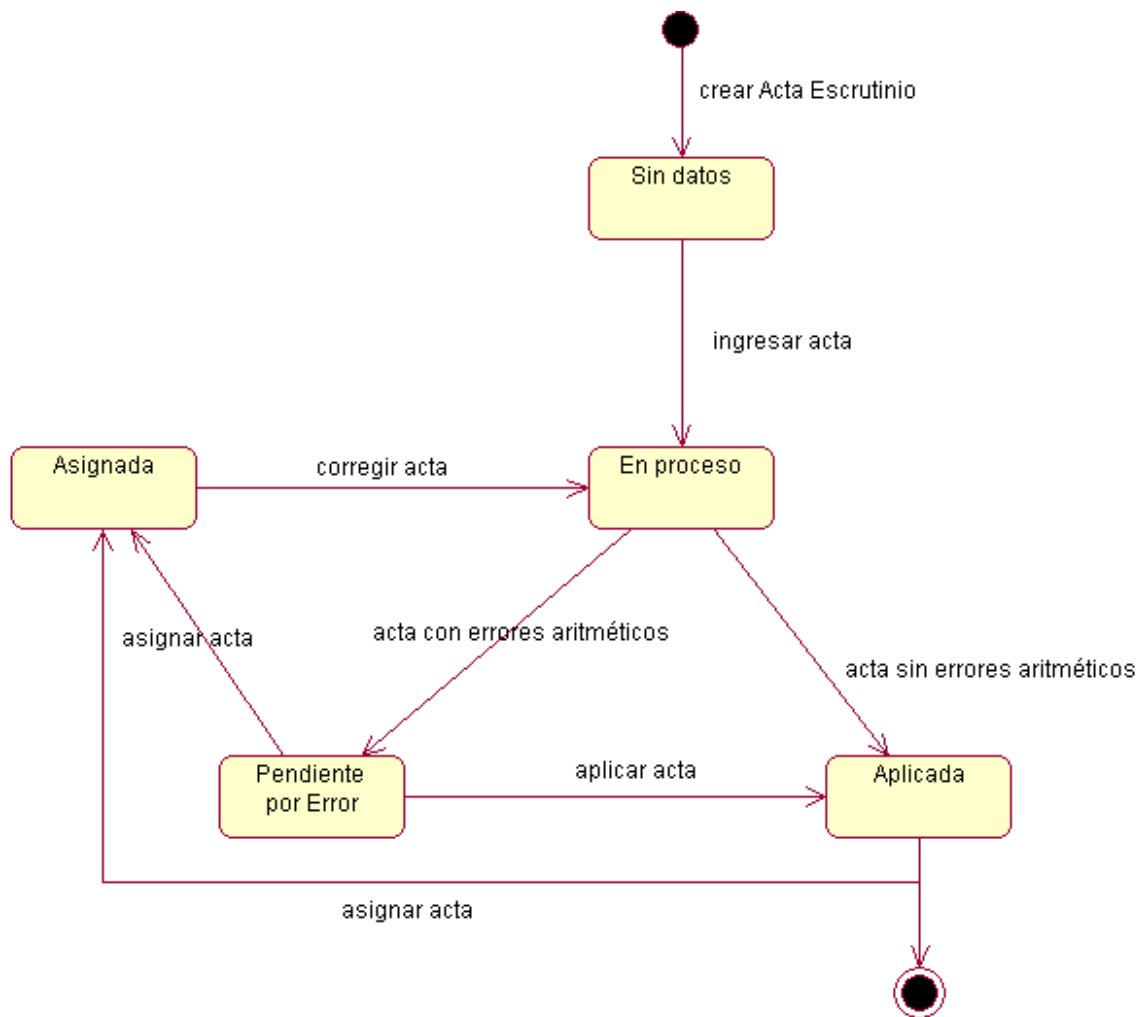 crear Acta Escrutinio
Sin datos
ingresar acta
Asignada
corregir acta
En proceso
asignar acta
acta con errores aritméticos
acta sin errores aritméticos
Pendiente
por Error
aplicar acta
Aplicada
asignar acta